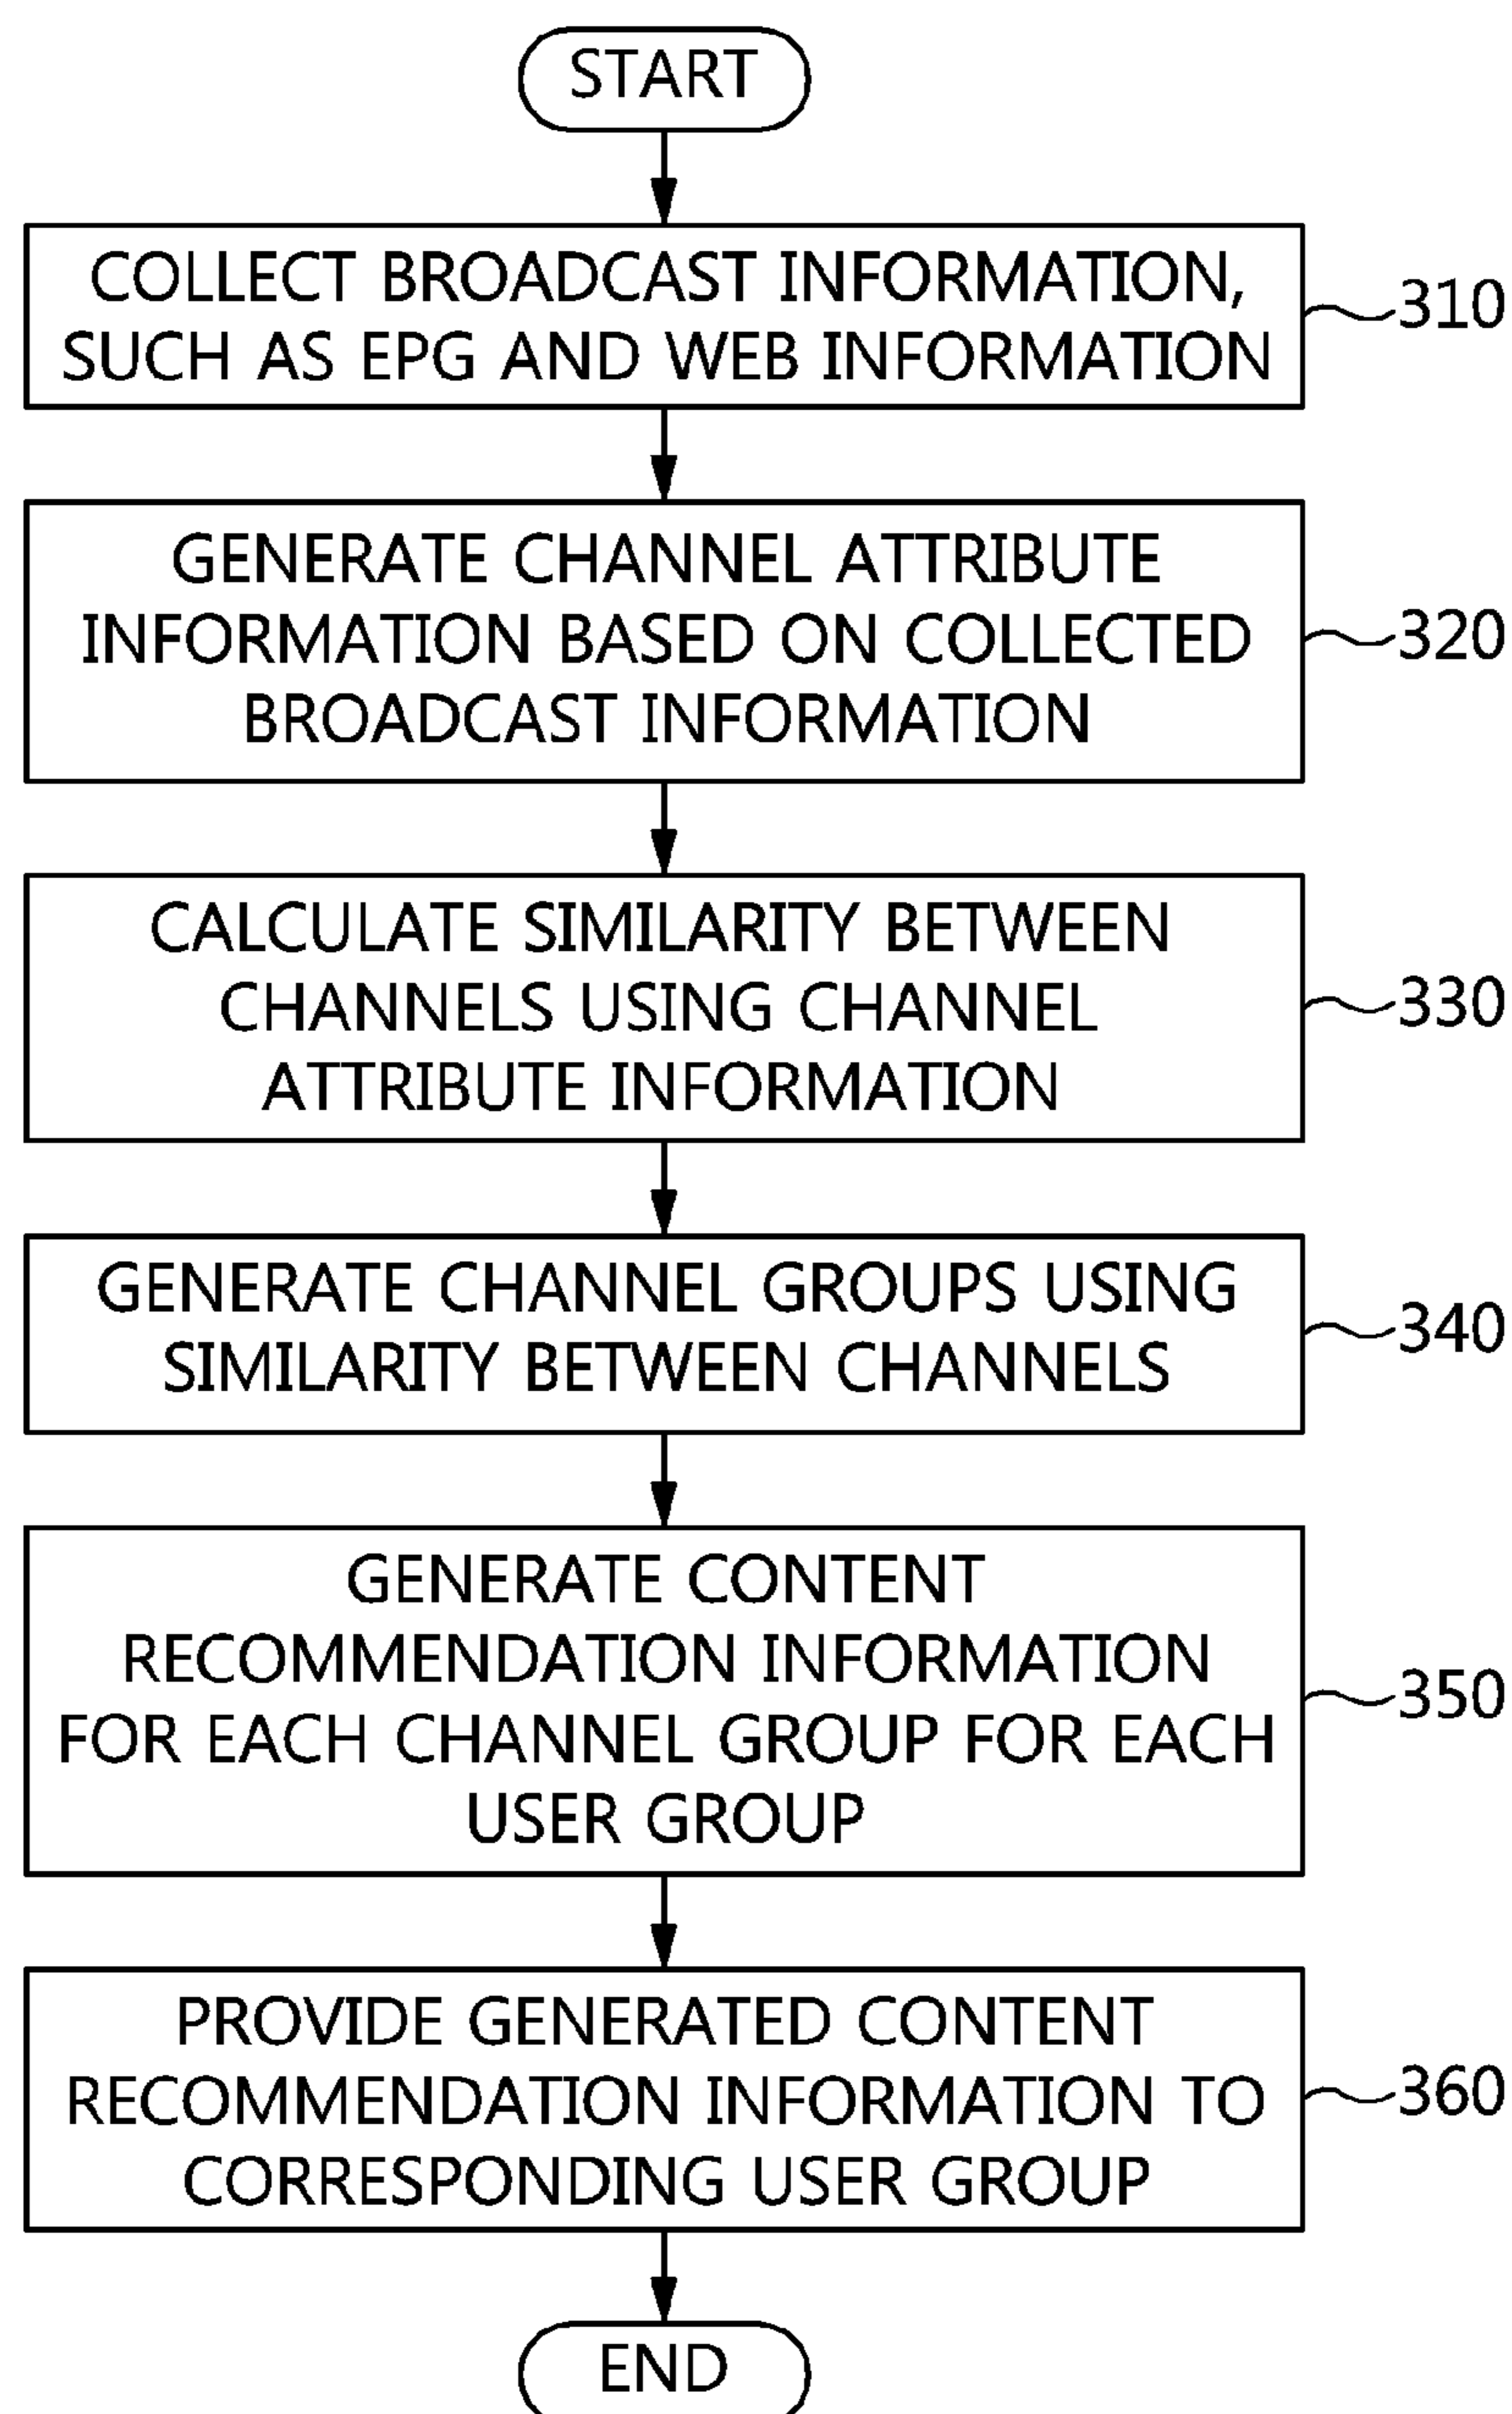 START
COLLECT BROADCAST INFORMATION,
SUCH AS EPG AND WEB INFORMATION
310
GENERATE CHANNEL ATTRIBUTE
INFORMATION BASED ON COLLECTED
BROADCAST INFORMATION
320
CALCULATE SIMILARITY BETWEEN
CHANNELS USING CHANNEL
ATTRIBUTE INFORMATION
330
GENERATE CHANNEL GROUPS USING
SIMILARITY BETWEEN CHANNELS
340
GENERATE CONTENT
RECOMMENDATION INFORMATION
FOR EACH CHANNEL GROUP FOR EACH
USER GROUP
350
PROVIDE GENERATED CONTENT
RECOMMENDATION INFORMATION TO
CORRESPONDING USER GROUP
360
END